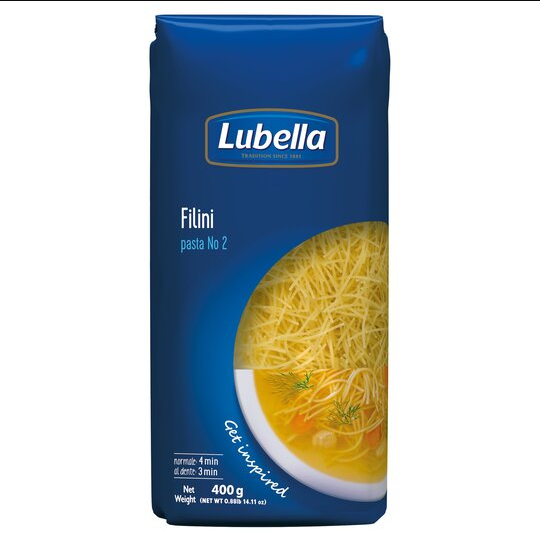 Lubella
TRADITION SINCE 1881
Filini
pasta No 2
Get inspired
normale: 4 min
al dente: 3 min
Net
Weight
400 g
(NET WT 0.88lb 14.11 oz)